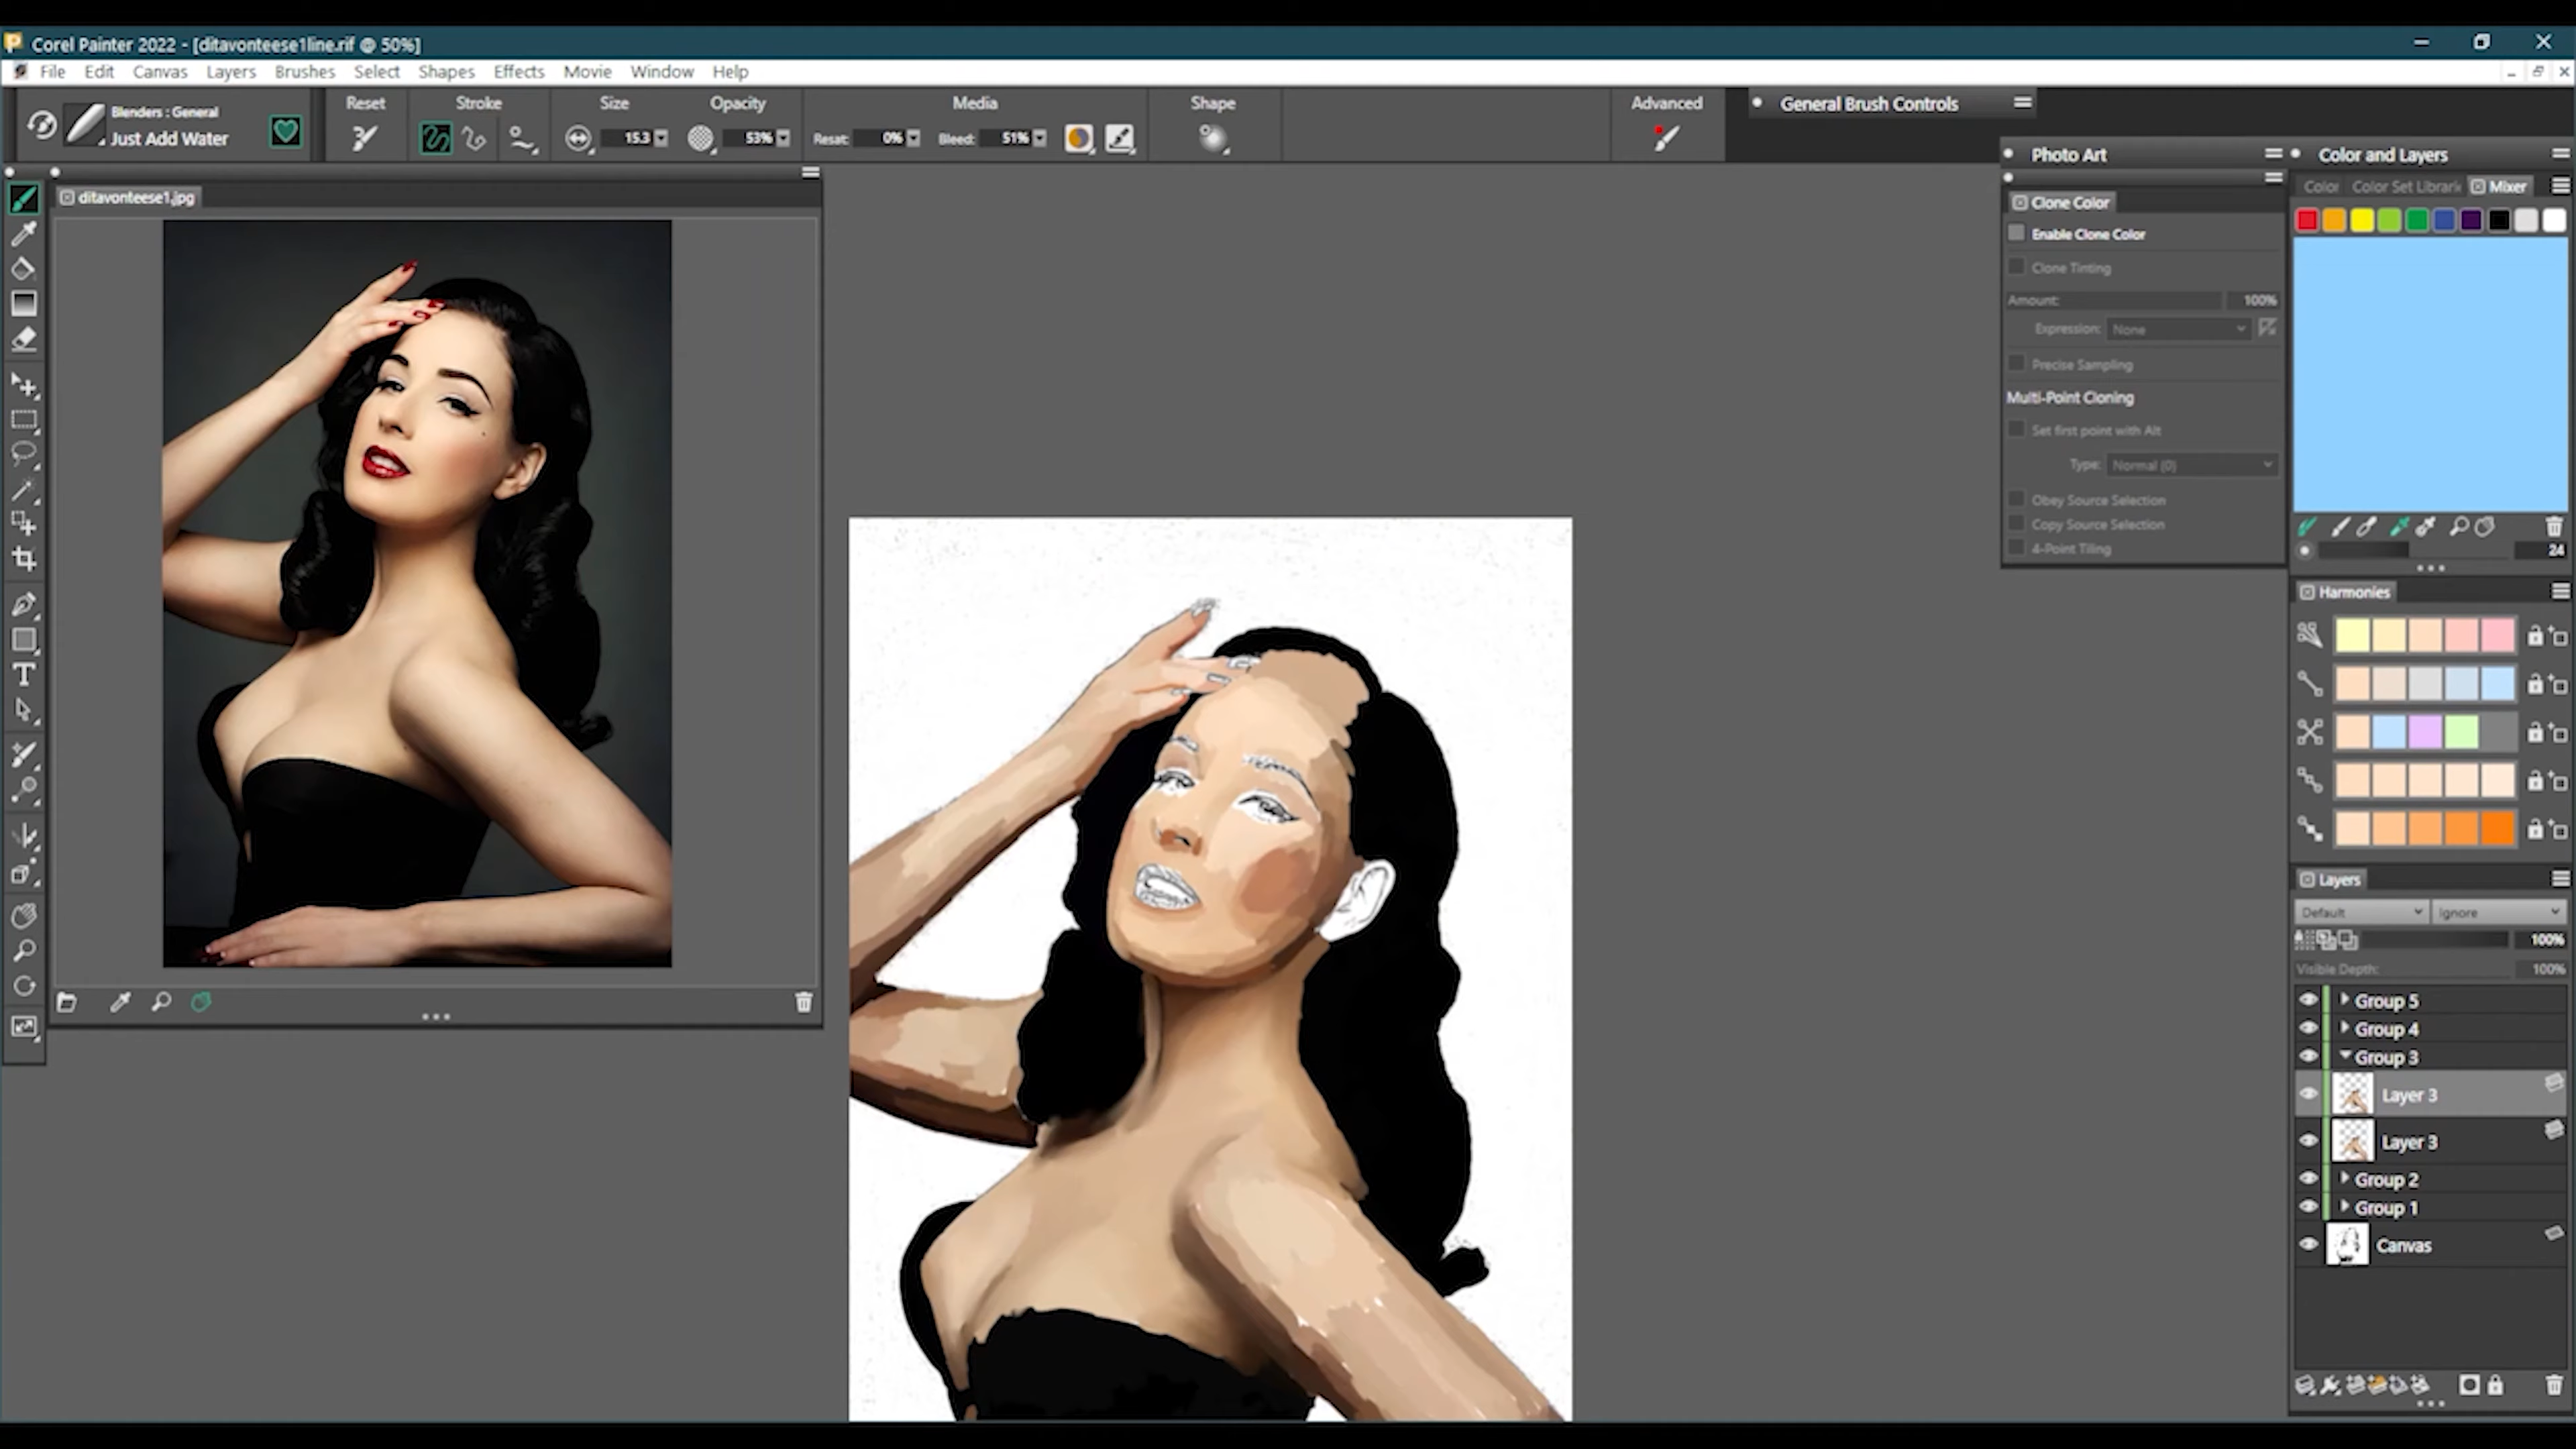 Corel Painter 2022 - [ditavonteese1line.rif @ 50%]
File Edit Canvas Layers Brushes Select Shapes Effects Movie Window Help
Blenders : General
Just Add Water
Reset
Stroke
Size
15.3
Opacity
53%
Media
Resat: 0%
Bleed: 51%
Shape
Advanced
General Brush Controls
ditavonteese1.jpg
T
Photo Art
Clone Color
Enable Clone Color
Clone Tinting
Amount: 100%
Expression: None
Precise Sampling
Multi-Point Cloning
Set first point with Alt
Type: Normal (0)
Obey Source Selection
Copy Source Selection
4-Point Tiling
Color and Layers
Color Color Set Librari Mixer
24
Harmonies
Layers
Default Ignore
100%
Visible Depth: 100%
Group 5
Group 4
Group 3
Layer 3
Layer 3
Group 2
Group 1
Canvas